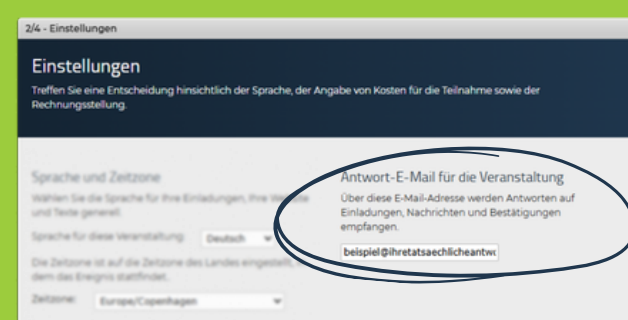 2/4 - Einstellungen
Einstellungen
Treffen Sie eine Entscheidung hinsichtlich der Sprache, der Angabe von Kosten für die Teilnahme sowie der
Rechnungsstellung.
Sprache und Zeitzone
Wählen Sie die Sprache für Ihre Einladungen, Ihre Website
und Texte generell.
Sprache für diese Veranstaltung: Deutsch
Die Zeitzone ist auf die Zeitzone des Landes eingestellt,
dem das Ereignis stattfindet.
Zeitzone: Europe/Copenhagen
Antwort-E-Mail für die Veranstaltung
Über diese E-Mail-Adresse werden Antworten auf
Einladungen, Nachrichten und Bestätigungen
empfangen.
beispiel@ihretatsaechlicheantw